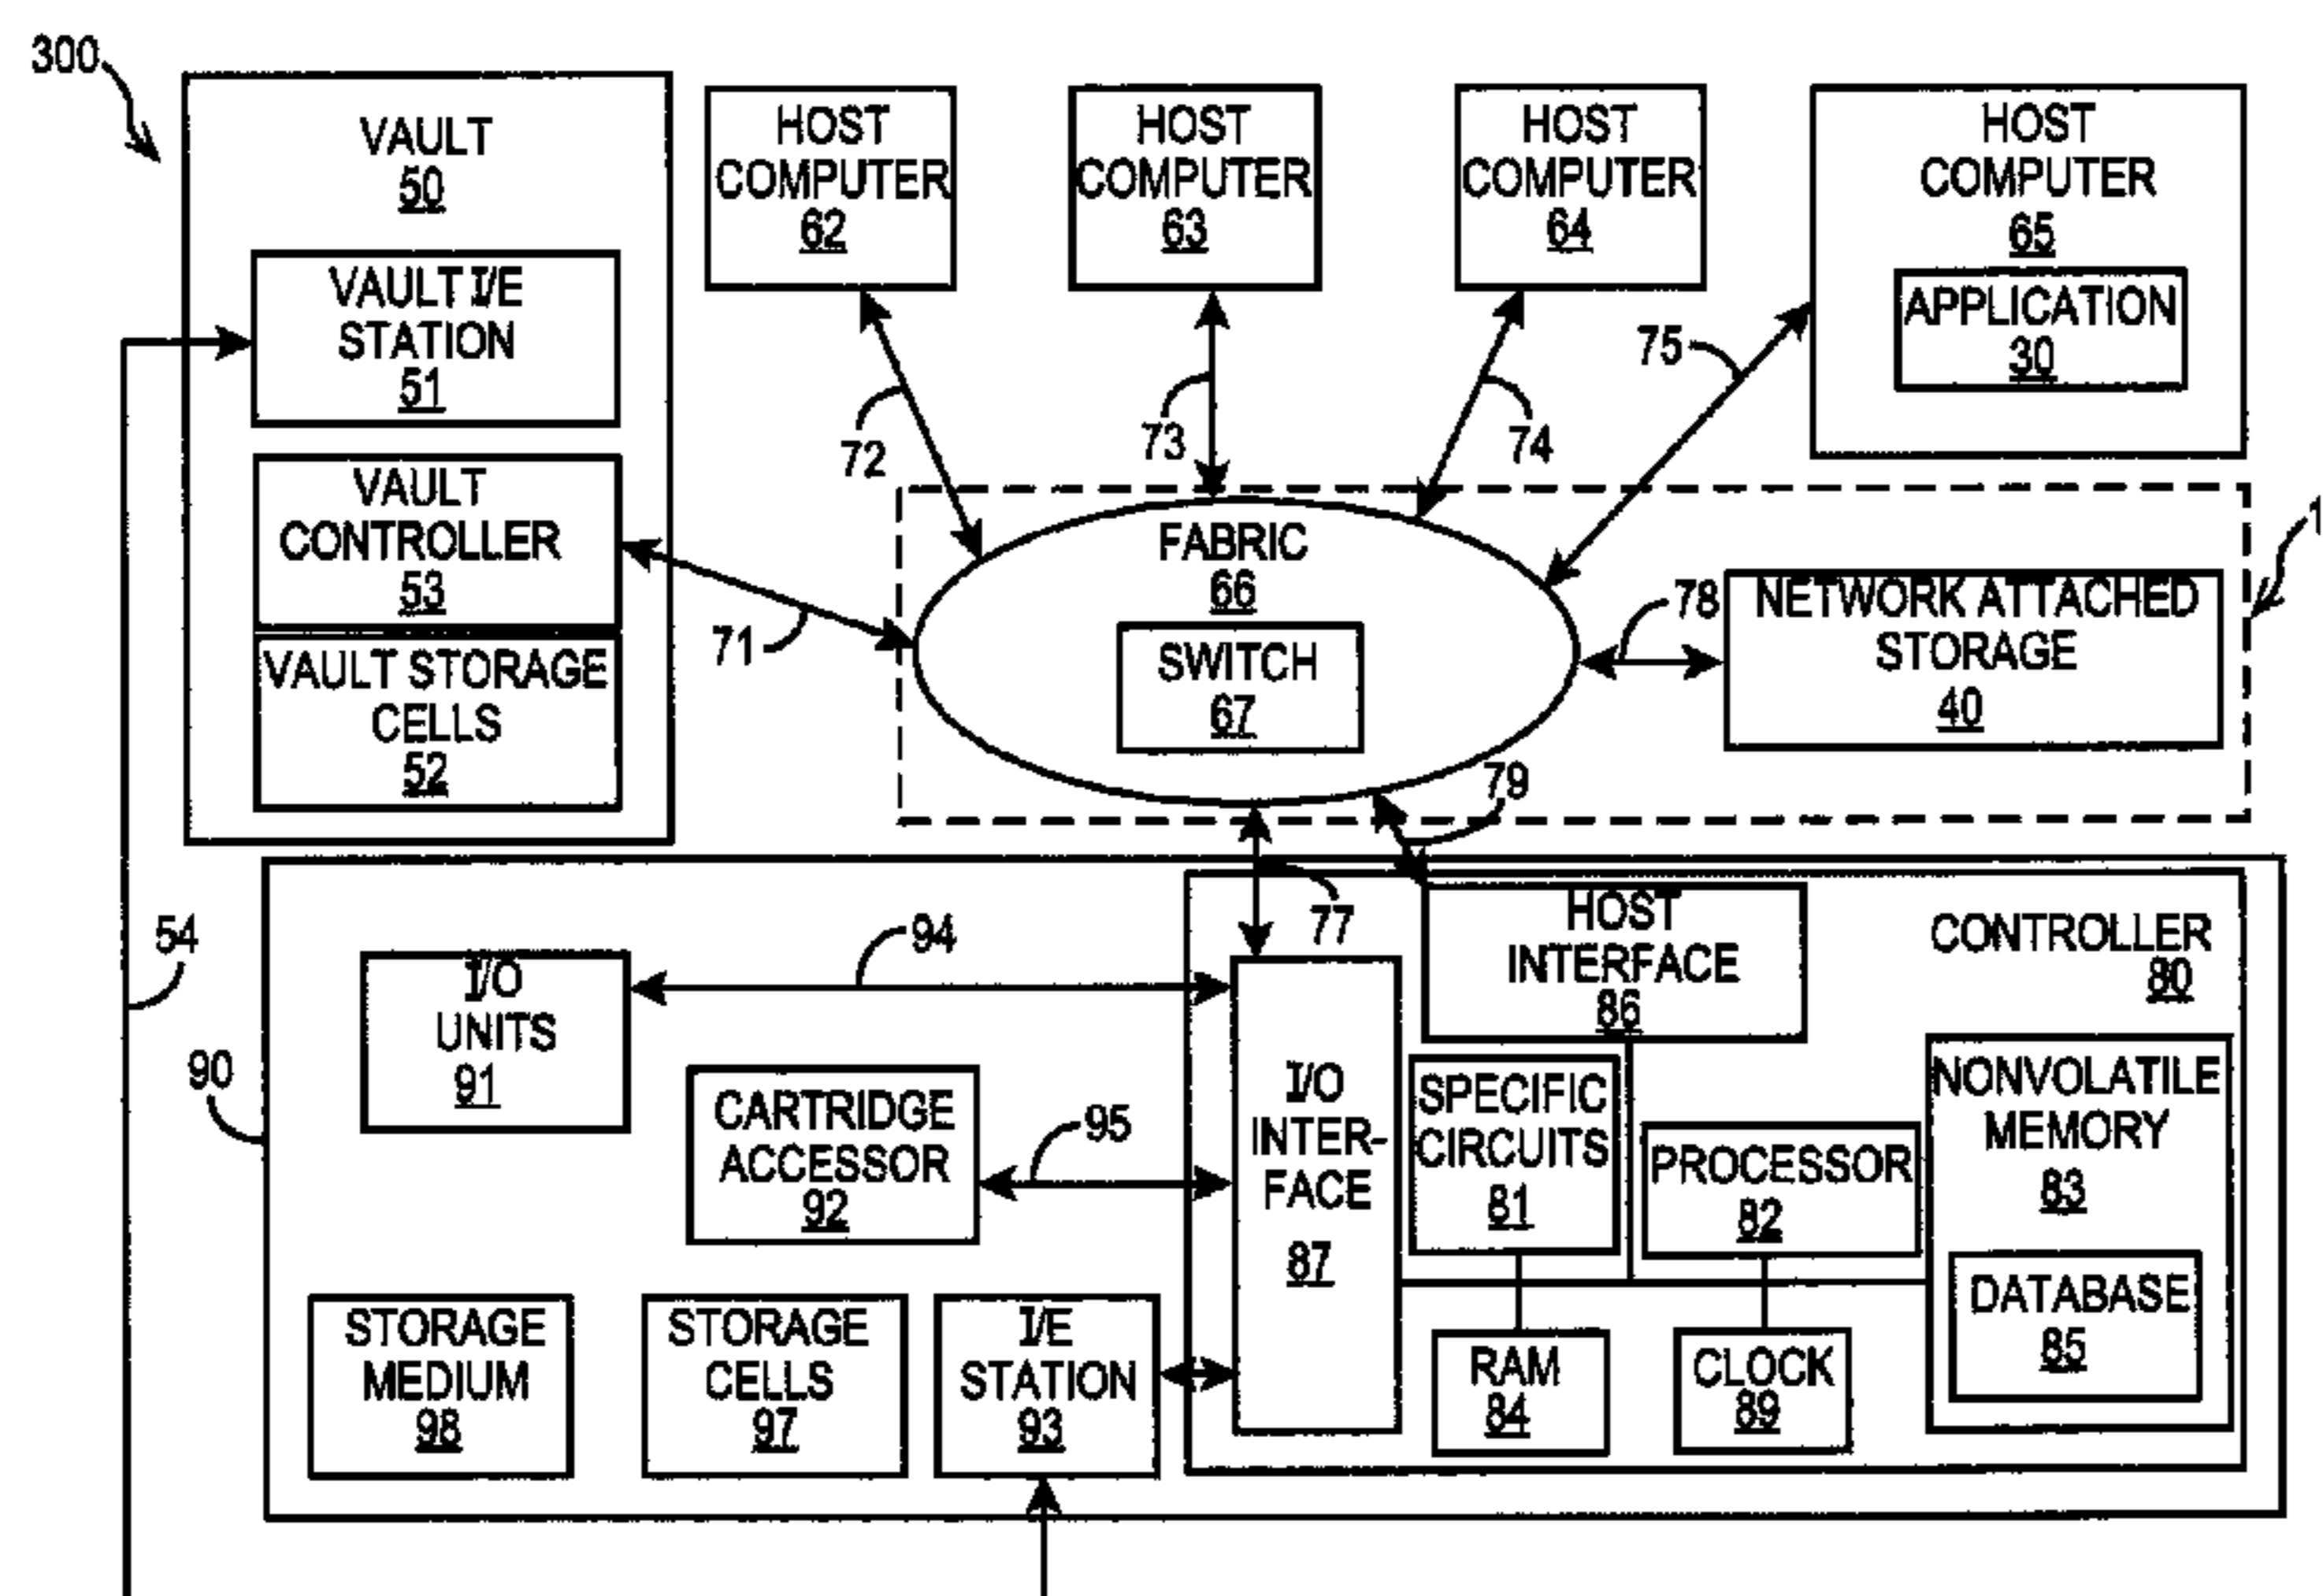 300
VAULT
50
VAULT I/E
STATION
51
VAULT
CONTROLLER
53
VAULT STORAGE
CELLS
52
HOST
COMPUTER
62
HOST
COMPUTER
63
HOST
COMPUTER
64
HOST
COMPUTER
65
APPLICATION
30
72
73
74
75
71
FABRIC
66
SWITCH
67
78
NETWORK ATTACHED
STORAGE
40
1
79
77
54
90
I/O
UNITS
91
94
CARTRIDGE
ACCESSOR
92
95
STORAGE
MEDIUM
98
STORAGE
CELLS
97
I/E
STATION
93
I/O
INTER-
FACE
87
HOST
INTERFACE
86
CONTROLLER
80
SPECIFIC
CIRCUITS
81
PROCESSOR
82
NONVOLATILE
MEMORY
83
DATABASE
85
RAM
84
CLOCK
89